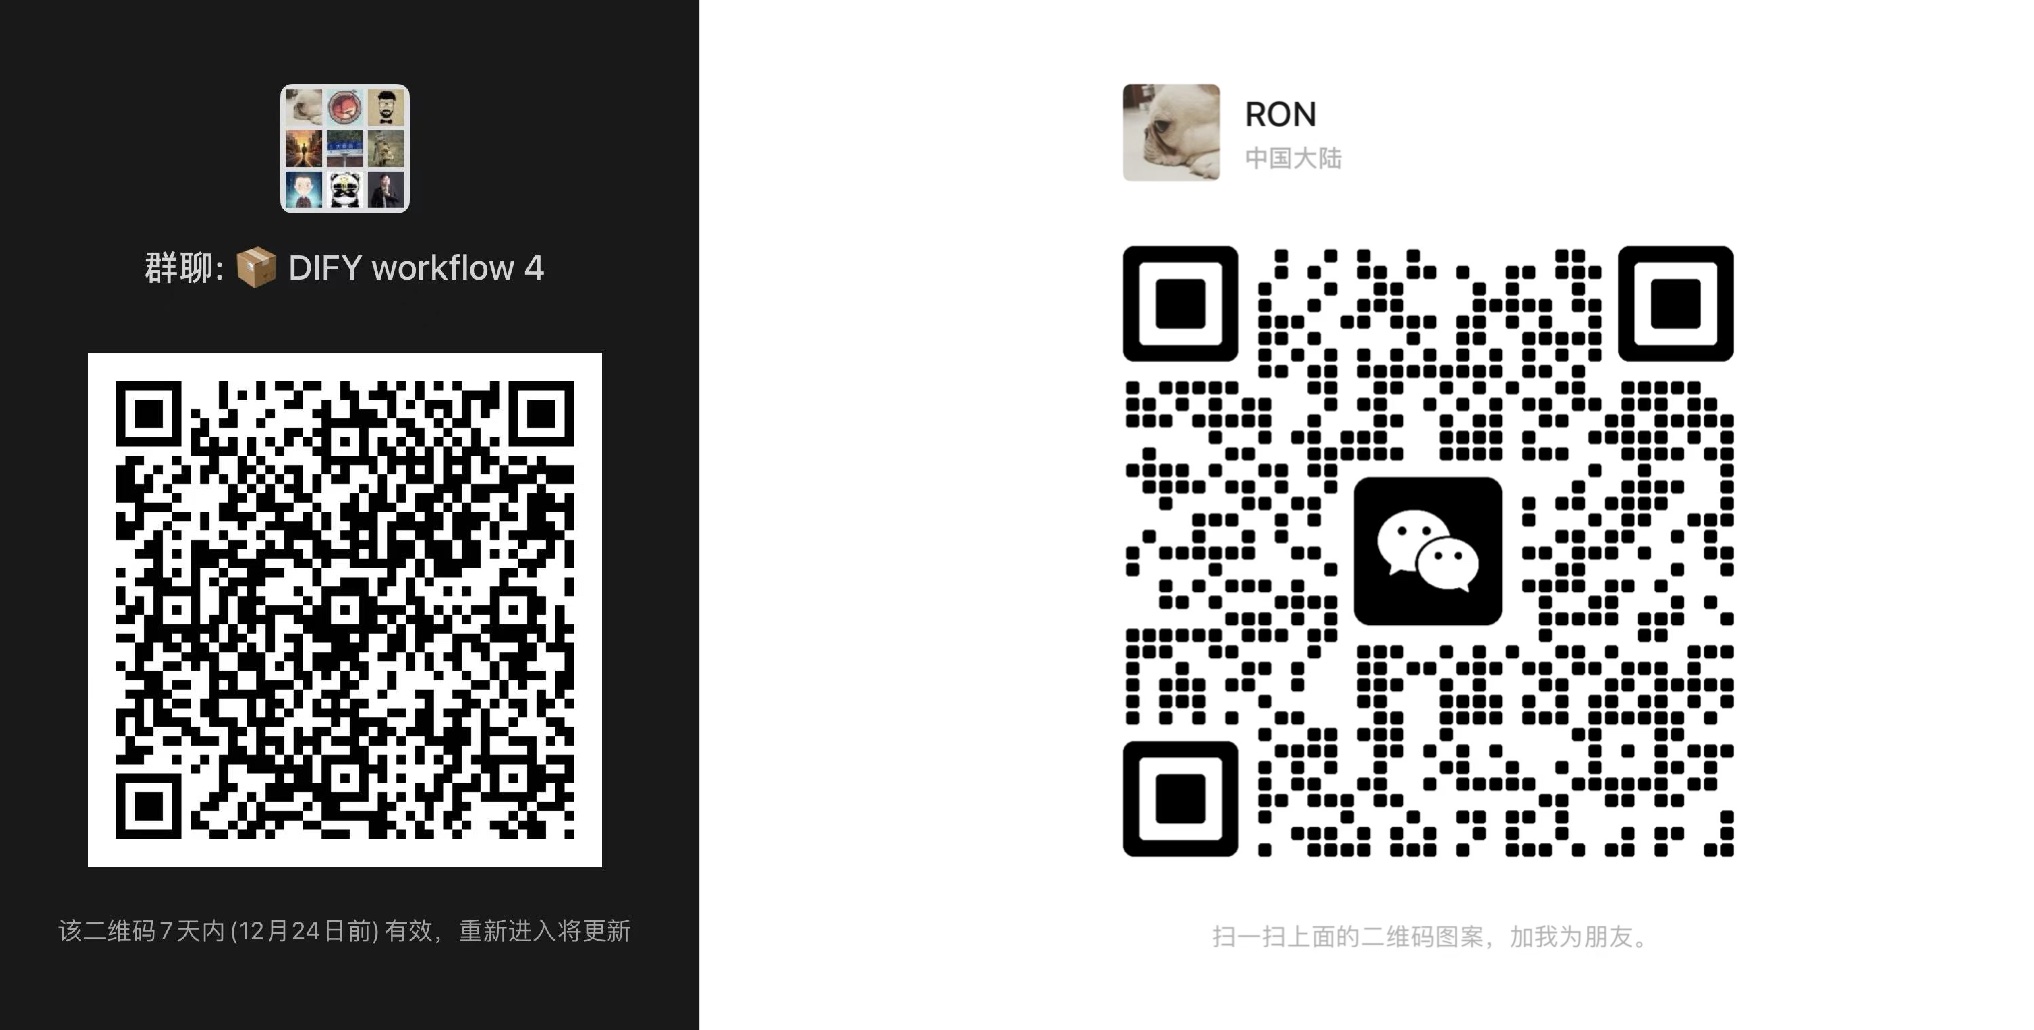 群聊: 📦 DIFY workflow 4
该二维码7天内(12月24日前)有效，重新进入将更新
RON
中国大陆
扫一扫上面的二维码图案，加我为朋友。